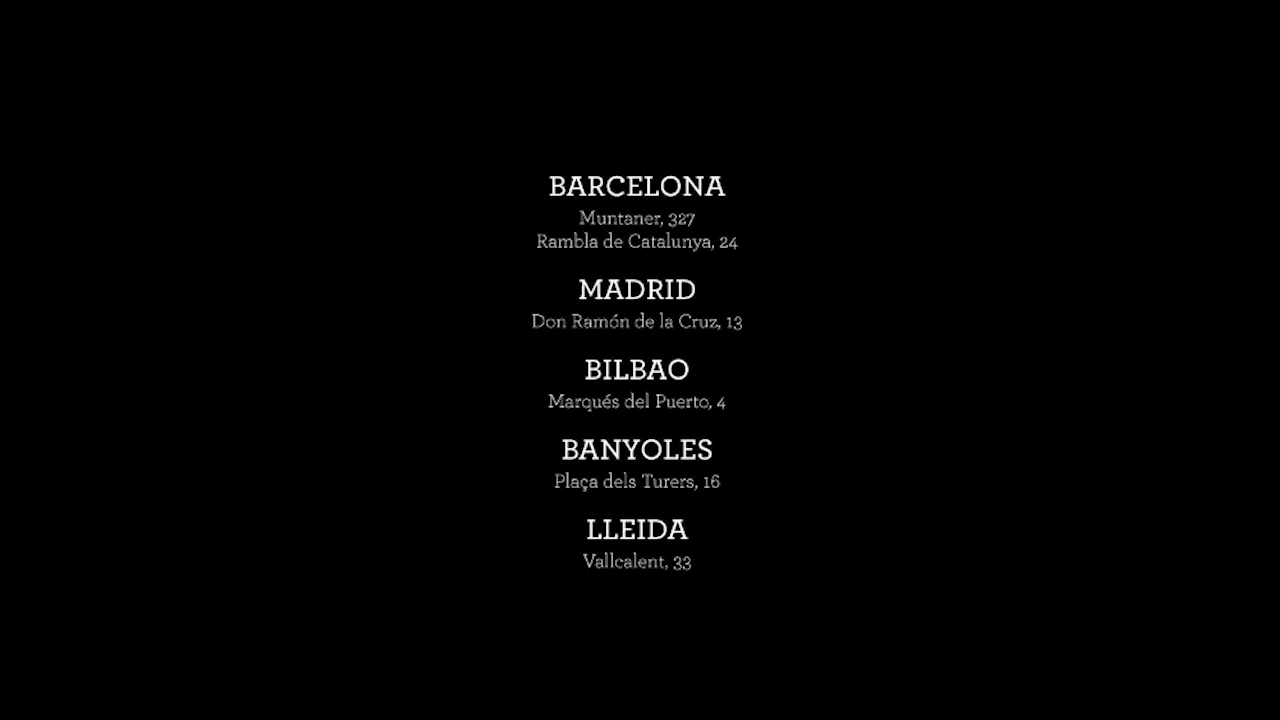 BARCELONA
Muntaner, 327
Rambla de Catalunya, 24
MADRID
Don Ramón de la Cruz, 13
BILBAO
Marqués del Puerto, 4
BANYOLES
Plaça dels Turers, 16
LLEIDA
Vallcalent, 33